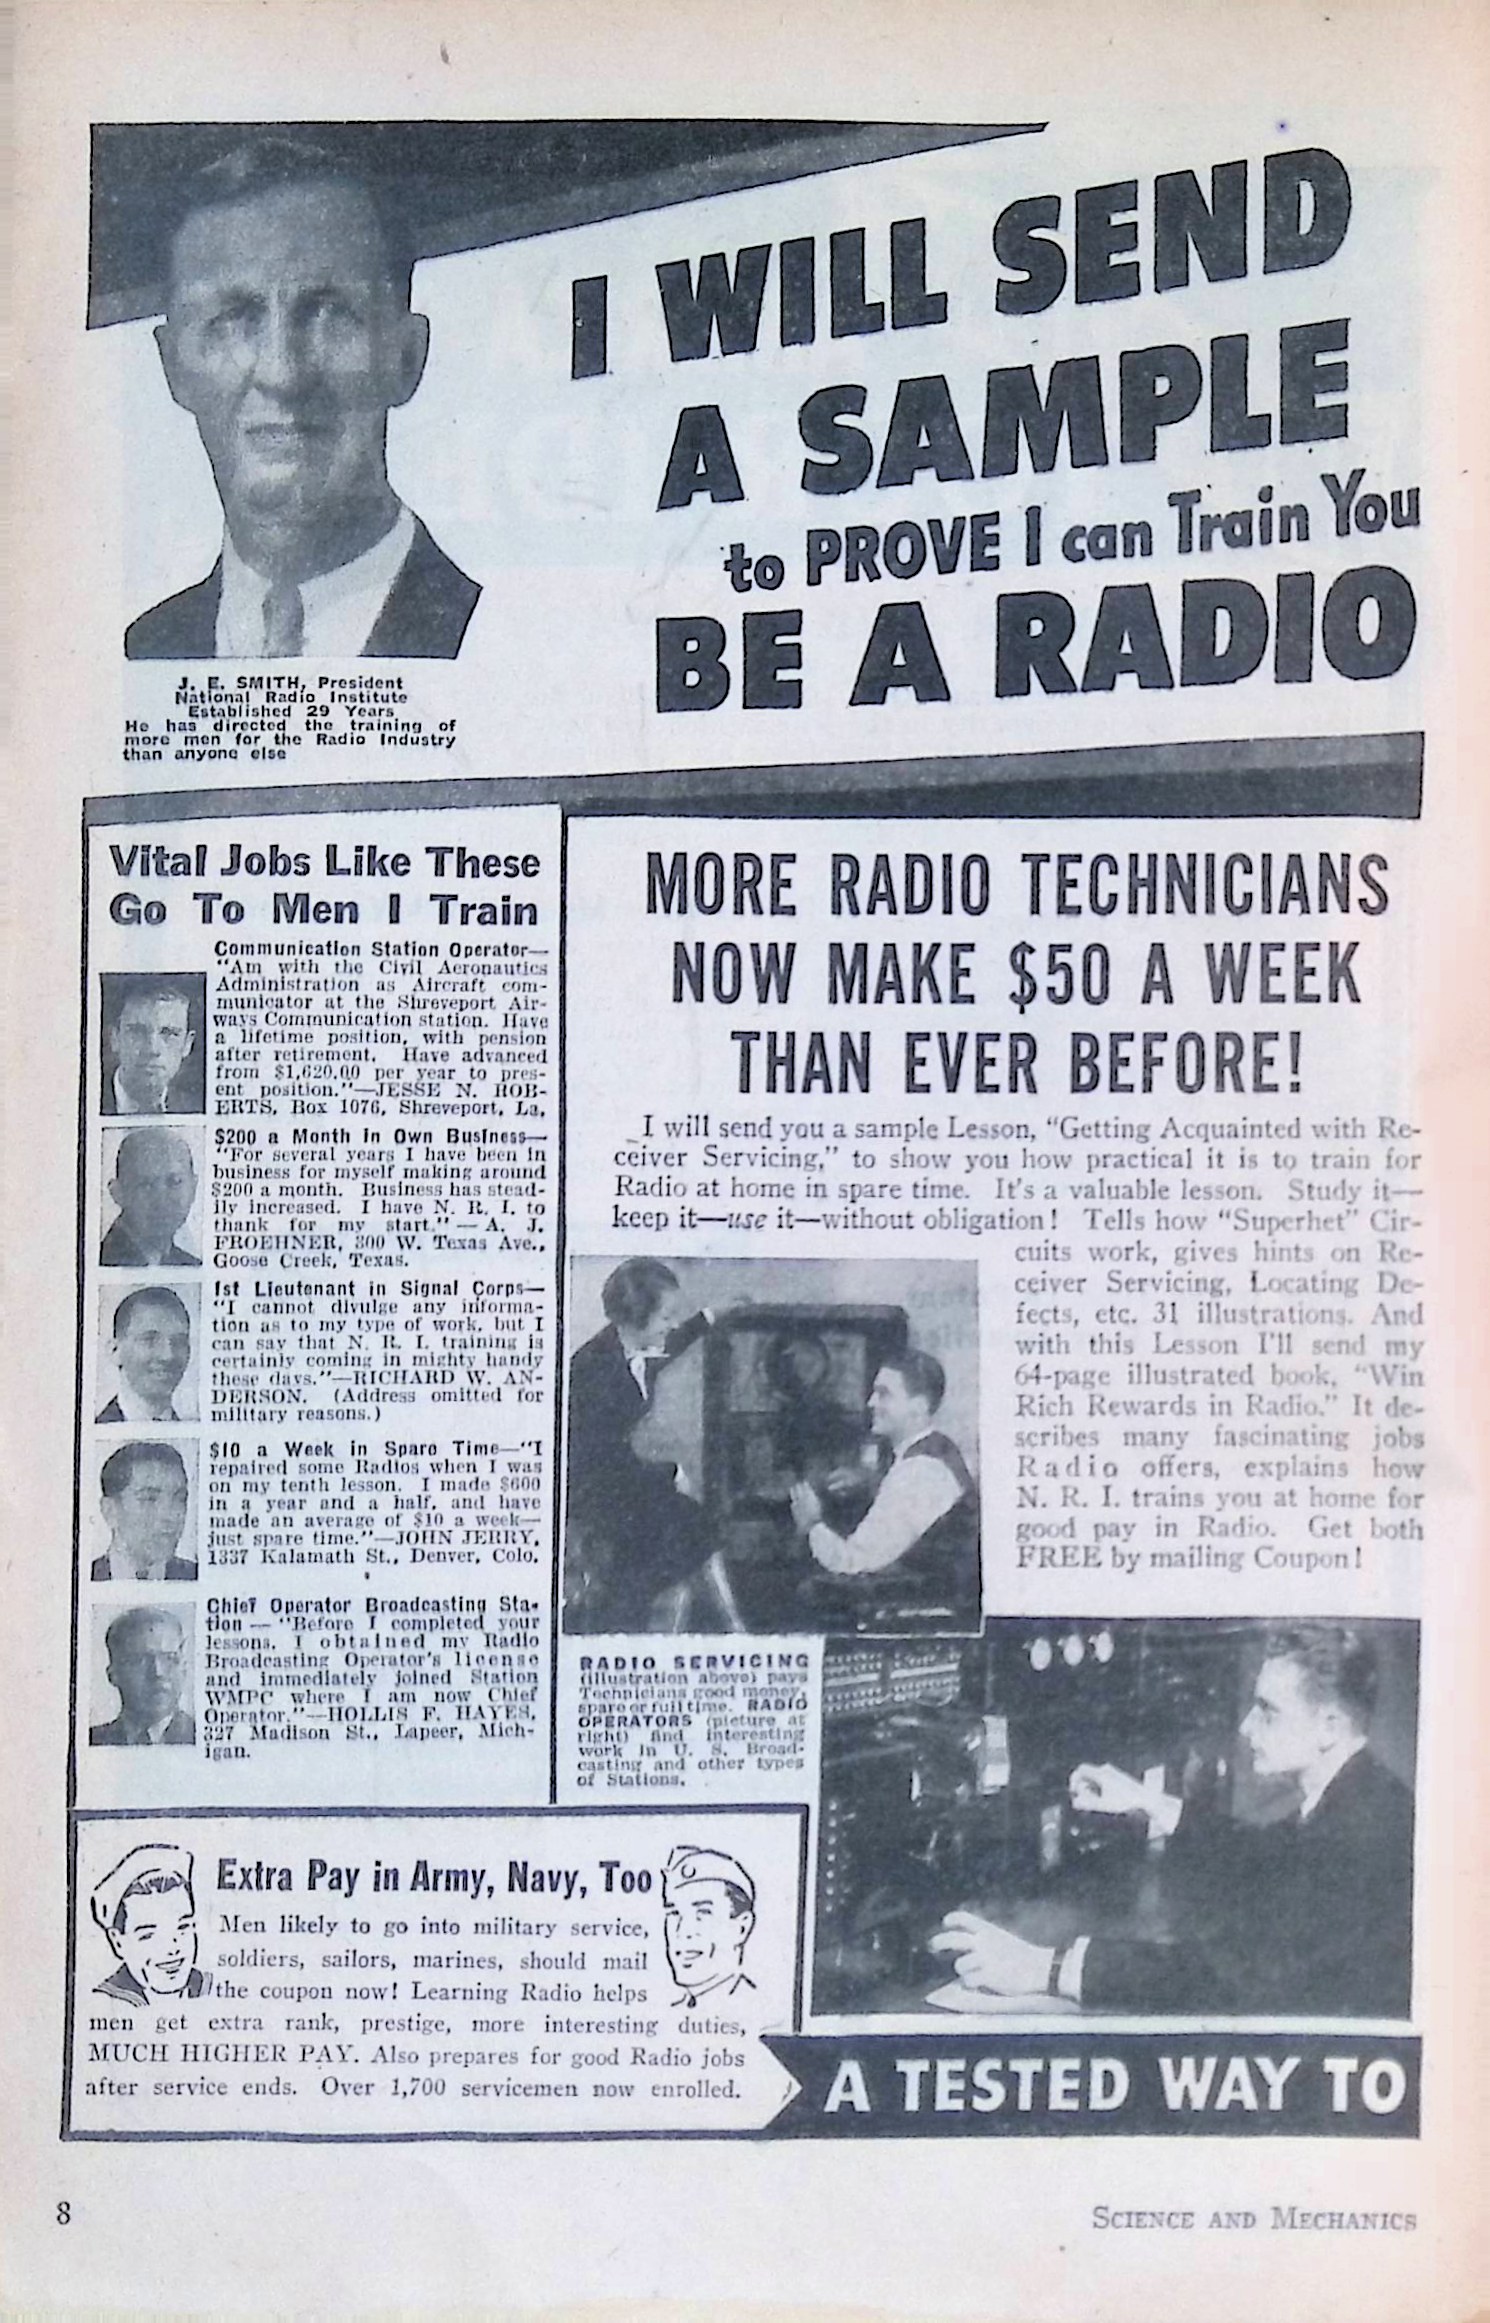 I WILL SEND
A SAMPLE
to PROVE I can Train You
BE A RADIO
J. E. SMITH, President
National Radio Institute
Established 29 Years
He has directed the training of
more men for the Radio Industry
than anyone else
Vital Jobs Like These
Go To Men I Train
Communication Station Operator—
"Am with the Civil Aeronautics
Administration as Aircraft com-
municator at the Shreveport Air-
ways Communication station. Have
a lifetime position, with pension
after retirement. Have advanced
from $1,620.00 per year to pres-
ent position."—JESSE N. ROB-
ERTS, Box 1076, Shreveport, La.
$200 a Month in Own Business—
"For several years I have been in
business for myself making around
$200 a month. Business has stead-
ily increased. I have N. R. I. to
thank for my start."—A. J.
FROEHNER, 300 W. Texas Ave.,
Goose Creek, Texas.
1st Lieutenant in Signal Corps—
"I cannot divulge any informa-
tion as to my type of work, but I
can say that N. R. I. training is
certainly coming in mighty handy
these days."—RICHARD W. AN-
DERSON. (Address omitted for
military reasons.)
$10 a Week in Spare Time—"I
repaired some Radios when I was
on my tenth lesson. I made $600
in a year and a half, and have
made an average of $10 a week—
just spare time."—JOHN JERRY,
1337 Kalamath St., Denver, Colo.
Chief Operator Broadcasting Sta-
tion—"Before I completed your
lessons, I obtained my Radio
Broadcasting Operator's license
and immediately joined Station
WMPC where I am now Chief
Operator."—HOLLIS F. HAYES,
327 Madison St., Lapeer, Mich-
igan.
MORE RADIO TECHNICIANS
NOW MAKE $50 A WEEK
THAN EVER BEFORE!
I will send you a sample Lesson, "Getting Acquainted with Re-
ceiver Servicing," to show you how practical it is to train for
Radio at home in spare time. It's a valuable lesson. Study it—
keep it—use it—without obligation! Tells how "Superhet" Cir-
cuits work, gives hints on Re-
ceiver Servicing, Locating De-
fects, etc. 31 illustrations. And
with this Lesson I'll send my
64-page illustrated book, "Win
Rich Rewards in Radio." It de-
scribes many fascinating jobs
Radio offers, explains how
N. R. I. trains you at home for
good pay in Radio. Get both
FREE by mailing Coupon!
RADIO SERVICING
(illustration above) pays
Technicians good money,
spare or full time. RADIO
OPERATORS (picture at
right) find interesting
work in U. S. Broad-
casting and other types
of Stations.
Extra Pay in Army, Navy, Too
Men likely to go into military service,
soldiers, sailors, marines, should mail
the coupon now! Learning Radio helps
men get extra rank, prestige, more interesting duties,
MUCH HIGHER PAY. Also prepares for good Radio jobs
after service ends. Over 1,700 servicemen now enrolled.
A TESTED WAY TO
8
SCIENCE AND MECHANICS